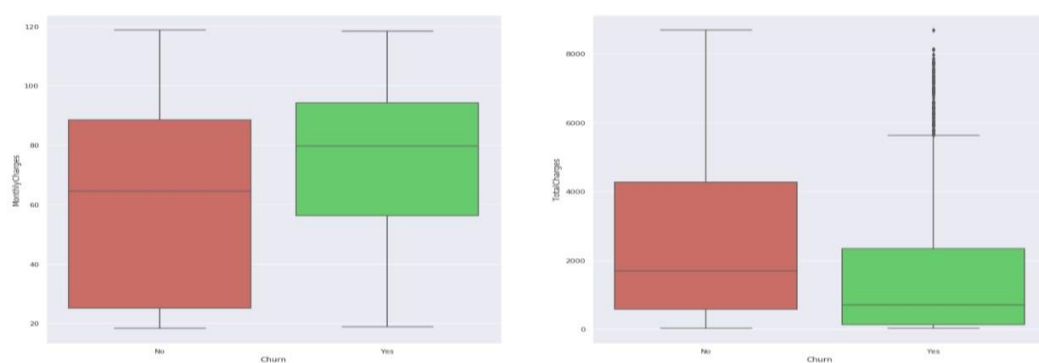 120
100
80
60
40
20
MonthlyCharges
No
Yes
Churn
8000
6000
4000
2000
0
TotalCharges
No
Yes
Churn